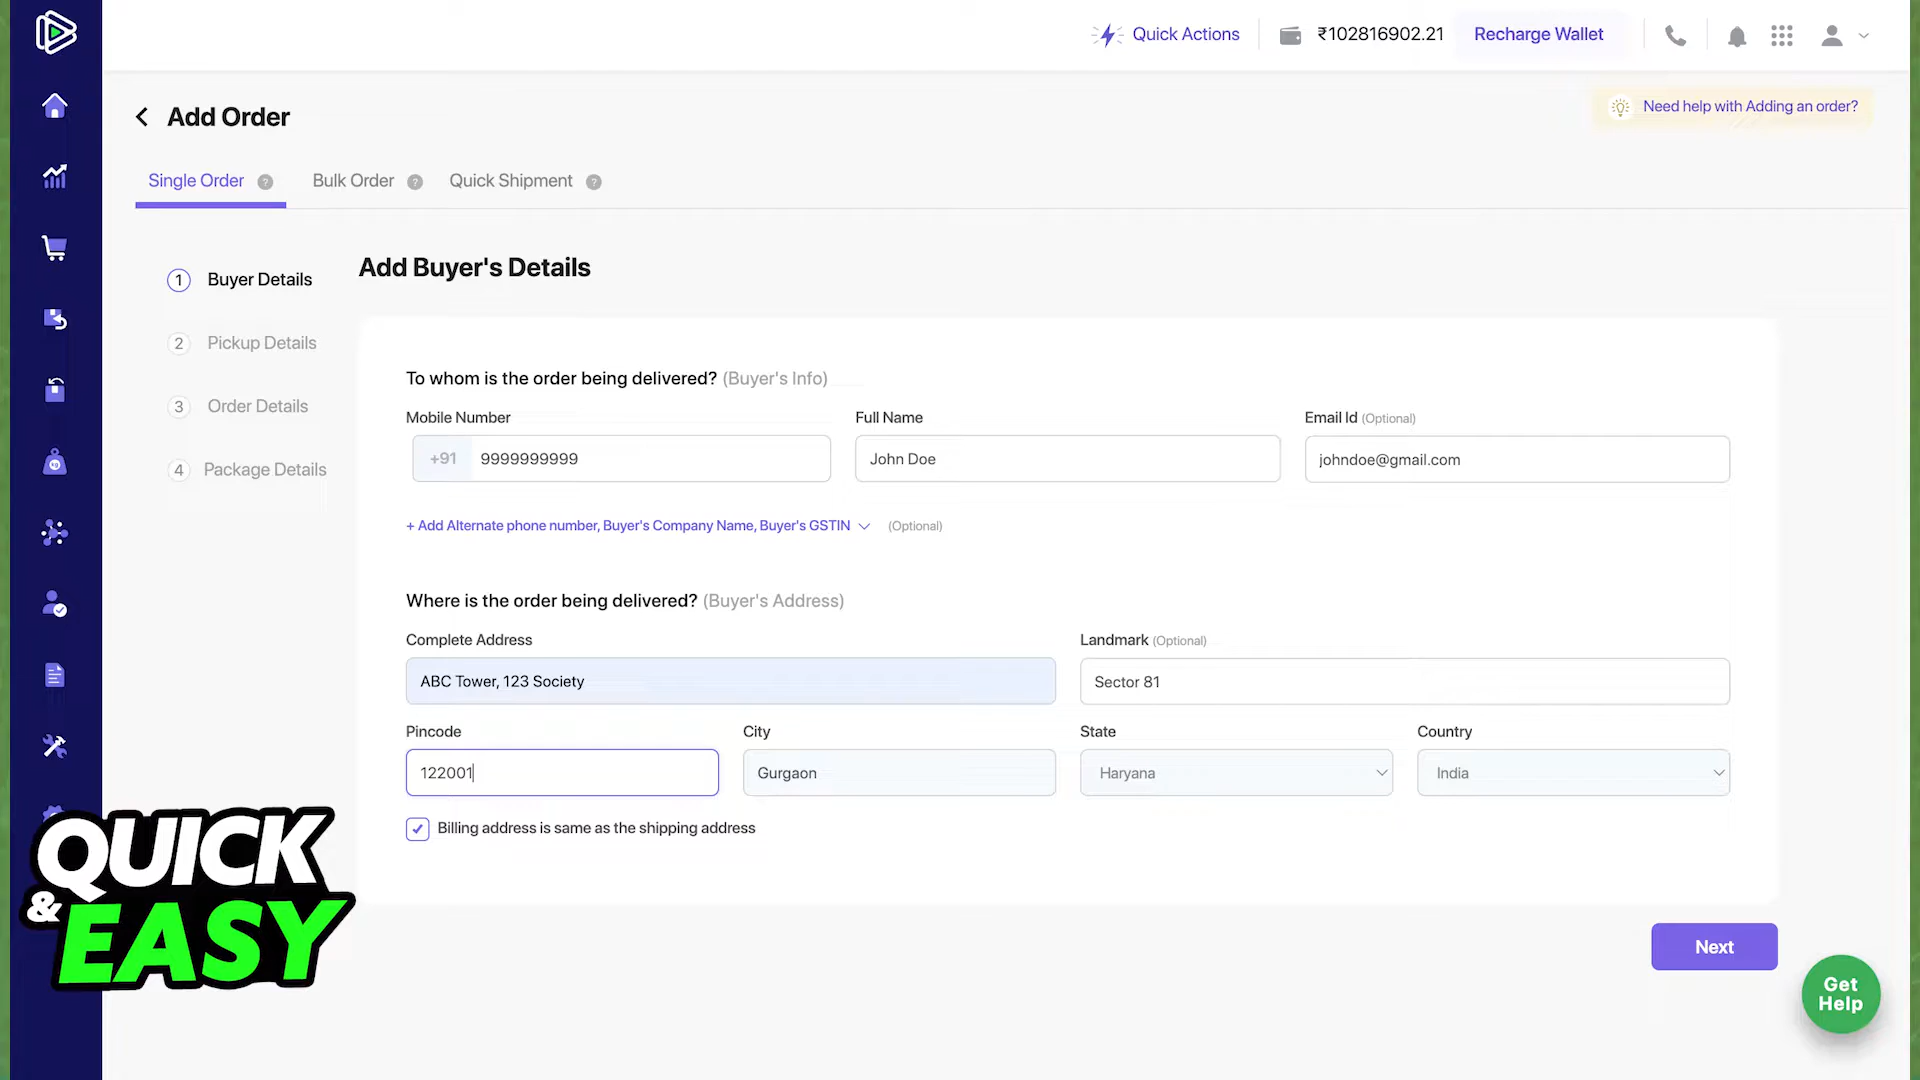 Quick Actions
₹102816902.21
Recharge Wallet
Add Order
Need help with Adding an order?
Single Order ?
Bulk Order ?
Quick Shipment ?
1 Buyer Details
2 Pickup Details
3 Order Details
4 Package Details
Add Buyer's Details
To whom is the order being delivered? (Buyer's Info)
Mobile Number
Full Name
Email Id (Optional)
+91 9999999999
John Doe
johndoe@gmail.com
+ Add Alternate phone number, Buyer's Company Name, Buyer's GSTIN (Optional)
Where is the order being delivered? (Buyer's Address)
Complete Address
Landmark (Optional)
ABC Tower, 123 Society
Sector 81
Pincode
City
State
Country
122001
Gurgaon
Haryana
India
Billing address is same as the shipping address
Next
Get
Help
QUICK
& EASY